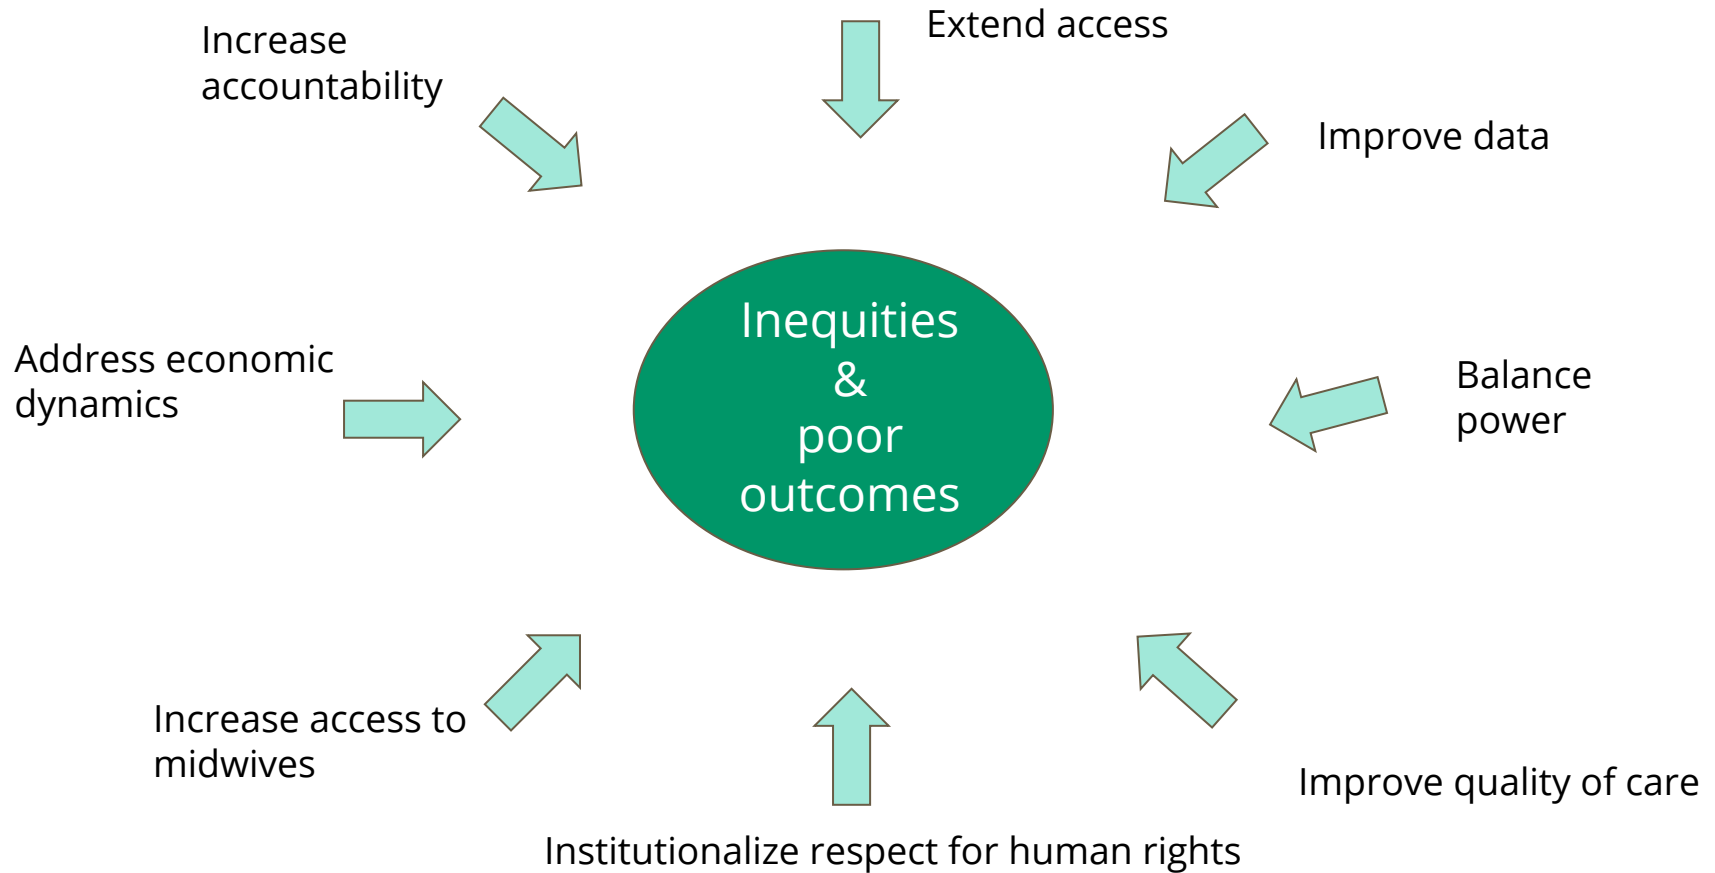 Extend access
Increase
accountability
Improve data
Inequities
&
poor
outcomes
Address economic
dynamics
Balance
power
Increase access to
midwives
Improve quality of care
Institutionalize respect for human rights